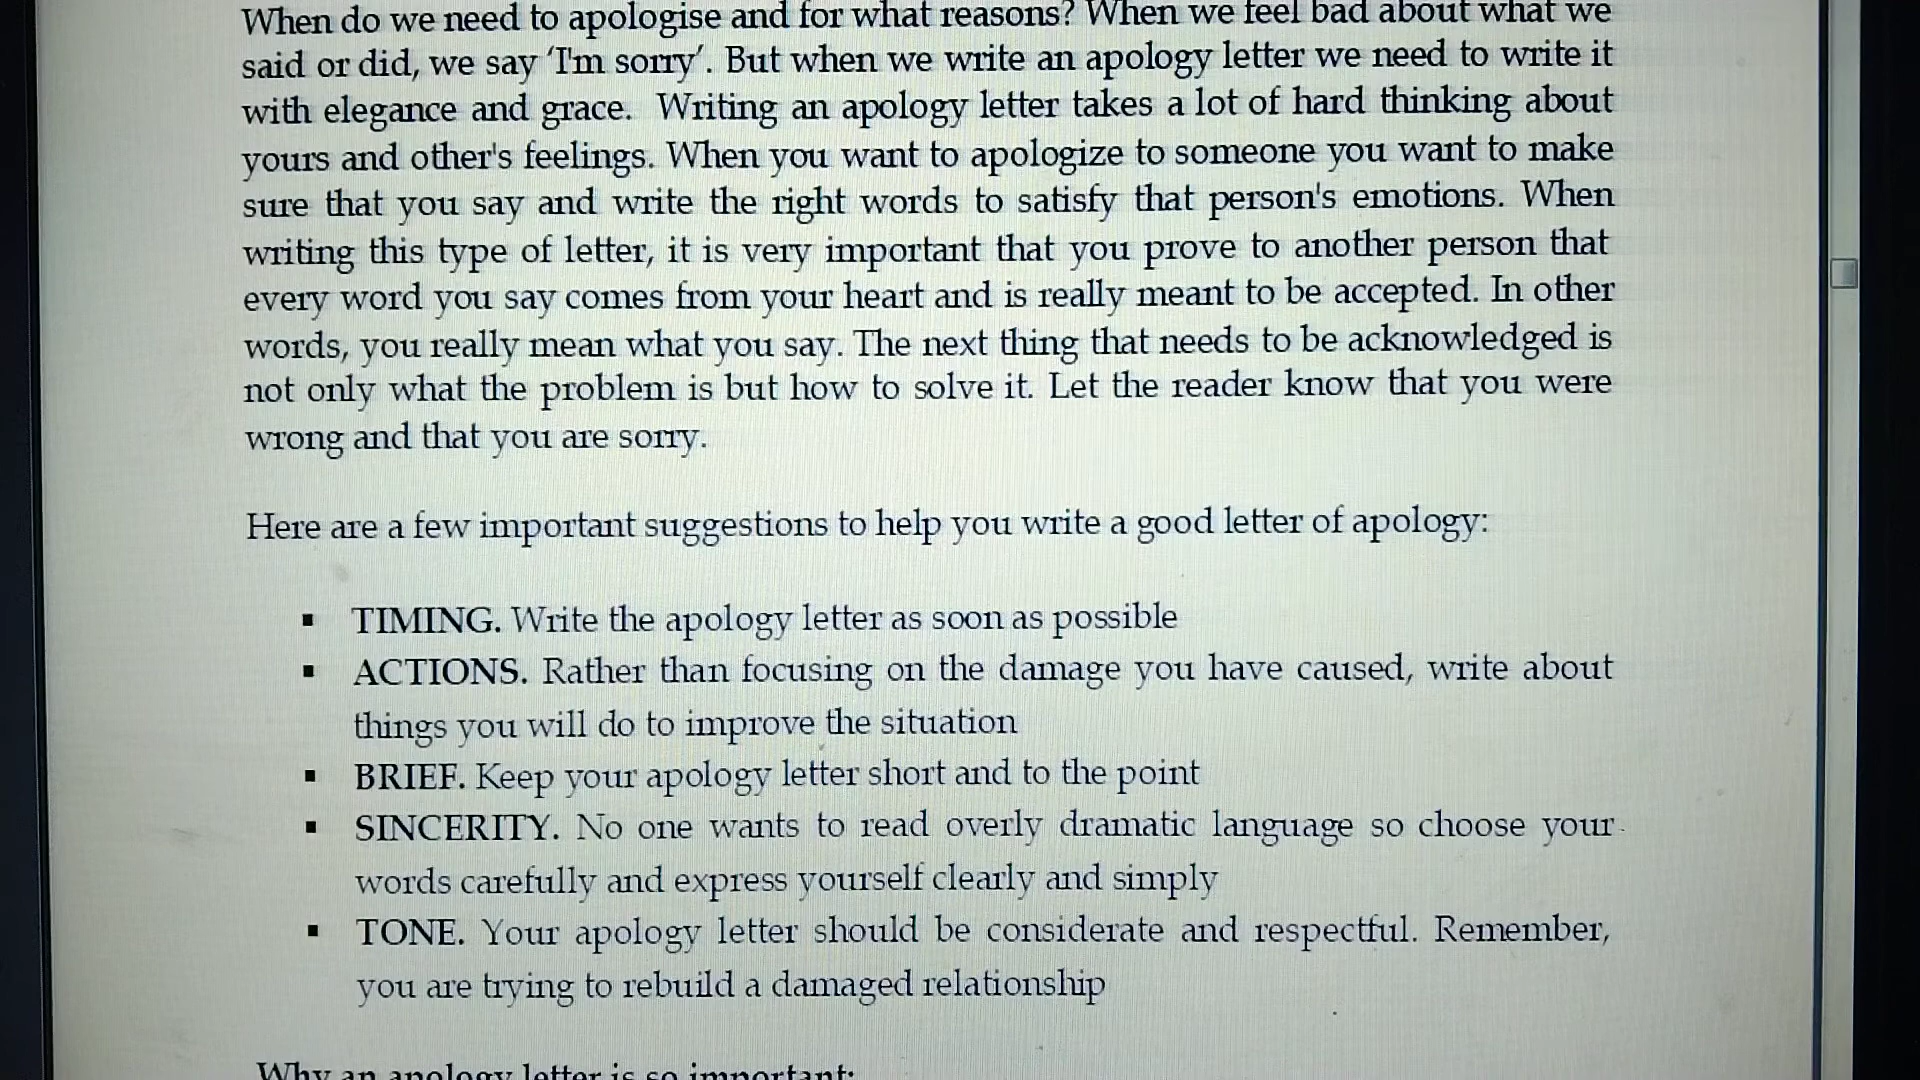 When do we need to apologise and for what reasons? When we feel bad about what we
said or did, we say ‘I'm sorry’. But when we write an apology letter we need to write it
with elegance and grace. Writing an apology letter takes a lot of hard thinking about
yours and other's feelings. When you want to apologize to someone you want to make
sure that you say and write the right words to satisfy that person's emotions. When
writing this type of letter, it is very important that you prove to another person that
every word you say comes from your heart and is really meant to be accepted. In other
words, you really mean what you say. The next thing that needs to be acknowledged is
not only what the problem is but how to solve it. Let the reader know that you were
wrong and that you are sorry.
Here are a few important suggestions to help you write a good letter of apology:
▪ TIMING. Write the apology letter as soon as possible
▪ ACTIONS. Rather than focusing on the damage you have caused, write about
things you will do to improve the situation
▪ BRIEF. Keep your apology letter short and to the point
▪ SINCERITY. No one wants to read overly dramatic language so choose your
words carefully and express yourself clearly and simply
▪ TONE. Your apology letter should be considerate and respectful. Remember,
you are trying to rebuild a damaged relationship
Why an apology letter is so important: